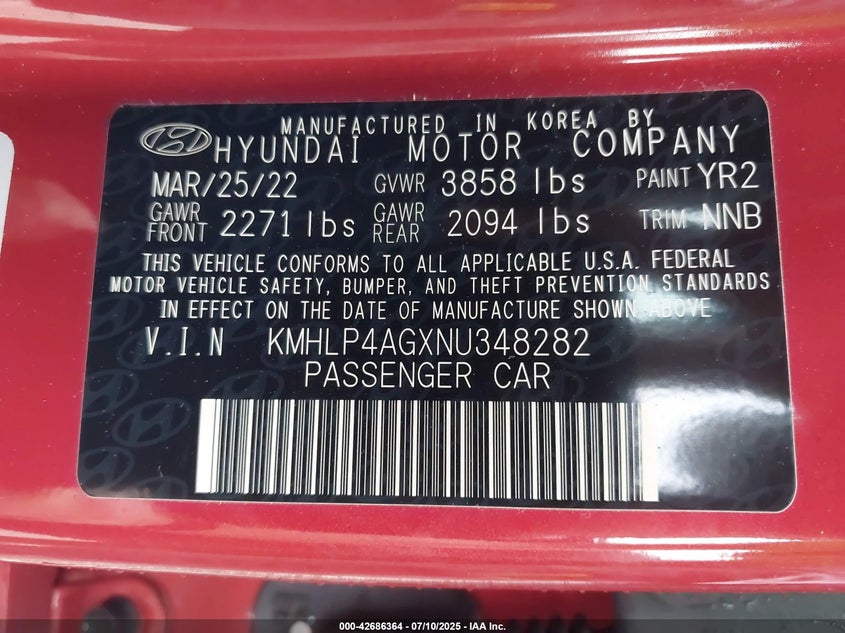 MANUFACTURED IN KOREA BY
HYUNDAI MOTOR COMPANY
MAR/25/22 GVWR 3858 lbs PAINT YR2
GAWR FRONT 2271 lbs GAWR REAR 2094 lbs TRIM NNB
THIS VEHICLE CONFORMS TO ALL APPLICABLE U.S.A. FEDERAL
MOTOR VEHICLE SAFETY, BUMPER, AND THEFT PREVENTION STANDARDS
IN EFFECT ON THE DATE OF MANUFACTURE SHOWN ABOVE
V.I.N KMHLP4AGXNU348282
PASSENGER CAR
000-42686364 / 07/10/2025 - IAA Inc.